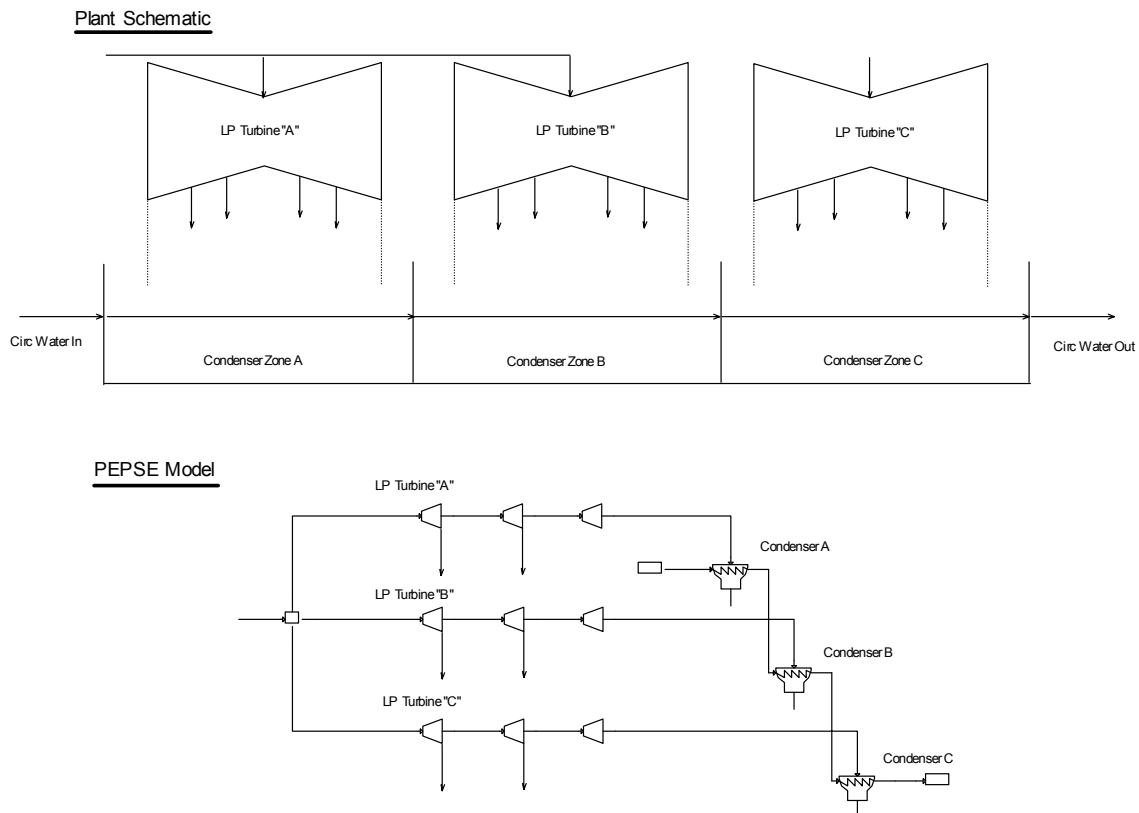 Plant Schematic
LP Turbine "A"
LP Turbine "B"
LP Turbine "C"
Circ Water In
Condenser Zone A
Condenser Zone B
Condenser Zone C
Circ Water Out
PEPSE Model
LP Turbine "A"
Condenser A
LP Turbine "B"
Condenser B
LP Turbine "C"
Condenser C